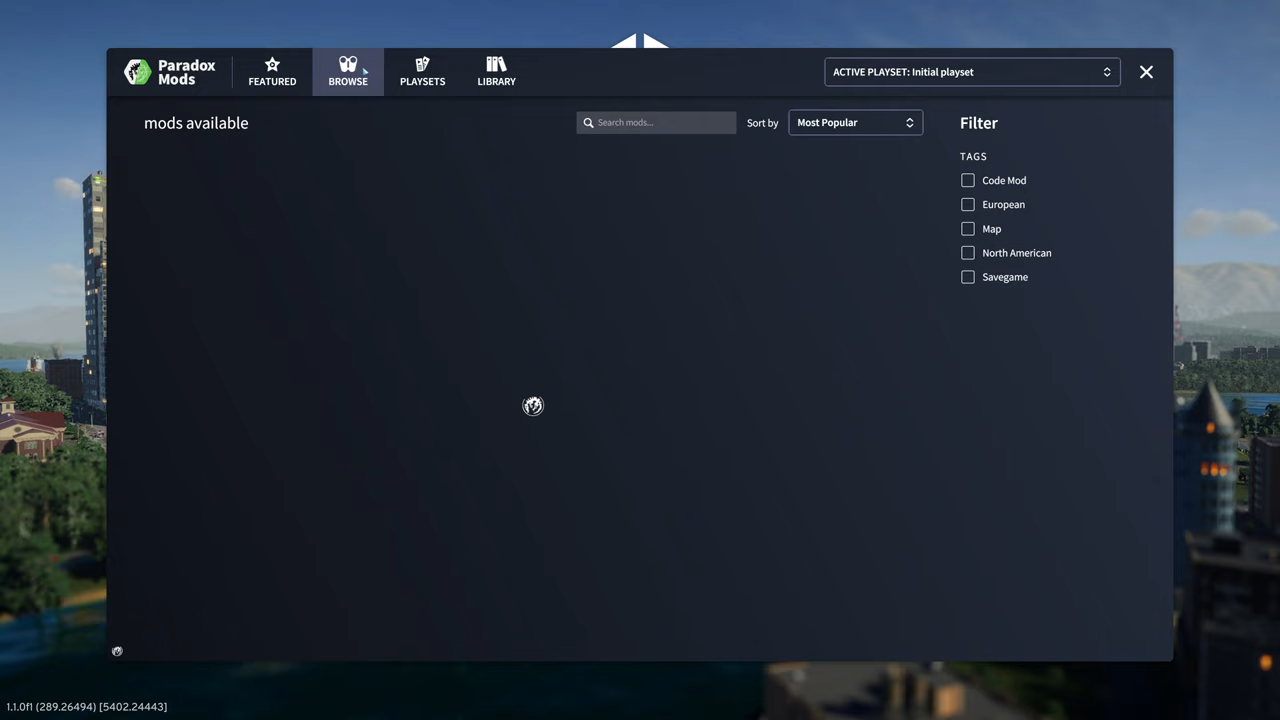 Paradox
Mods
FEATURED
BROWSE
PLAYSETS
LIBRARY
ACTIVE PLAYSET: Initial playset
mods available
Search mods...
Sort by
Most Popular
Filter
TAGS
Code Mod
European
Map
North American
Savegame
1.1.0f1 (289.26494) [5402.24443]